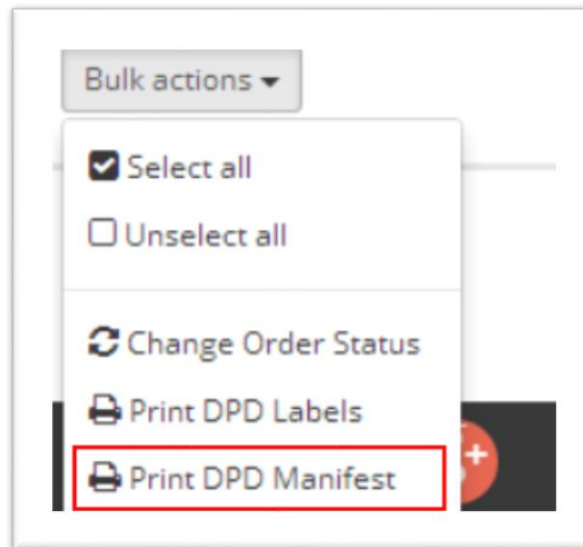 Bulk actions
Select all
Unselect all
Change Order Status
Print DPD Labels
Print DPD Manifest